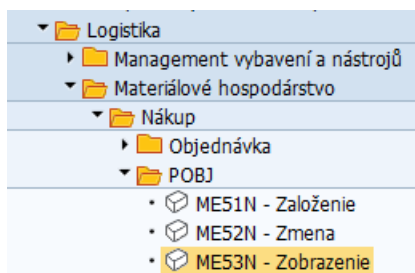 Logistika
Management vybavení a nástrojů
Materiálové hospodárstvo
Nákup
Objednávka
POBJ
ME51N - Založenie
ME52N - Zmena
ME53N - Zobrazenie